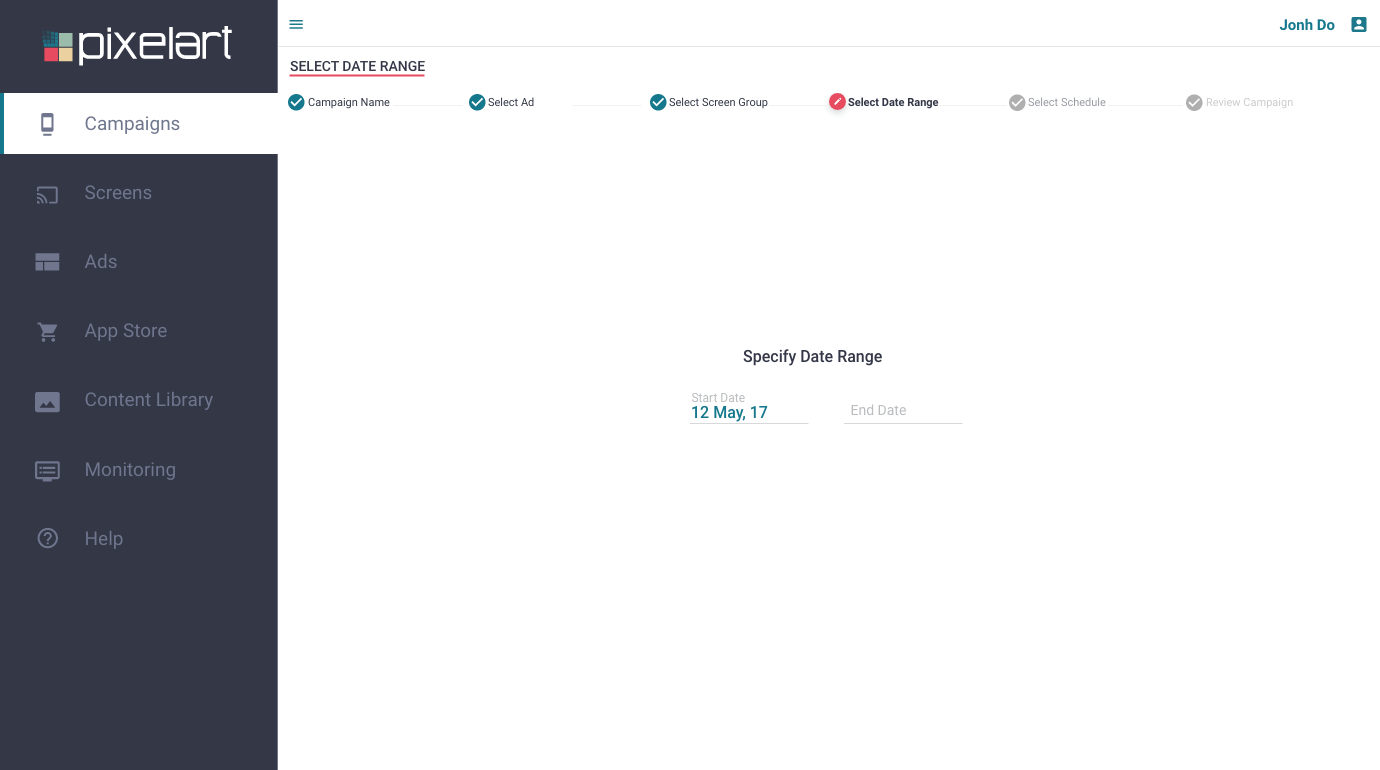 pixelart
Jonh Do
SELECT DATE RANGE
Campaign Name
Select Ad
Select Screen Group
Select Date Range
Select Schedule
Review Campaign
Campaigns
Screens
Ads
App Store
Content Library
Monitoring
Help
Specify Date Range
Start Date
12 May, 17
End Date